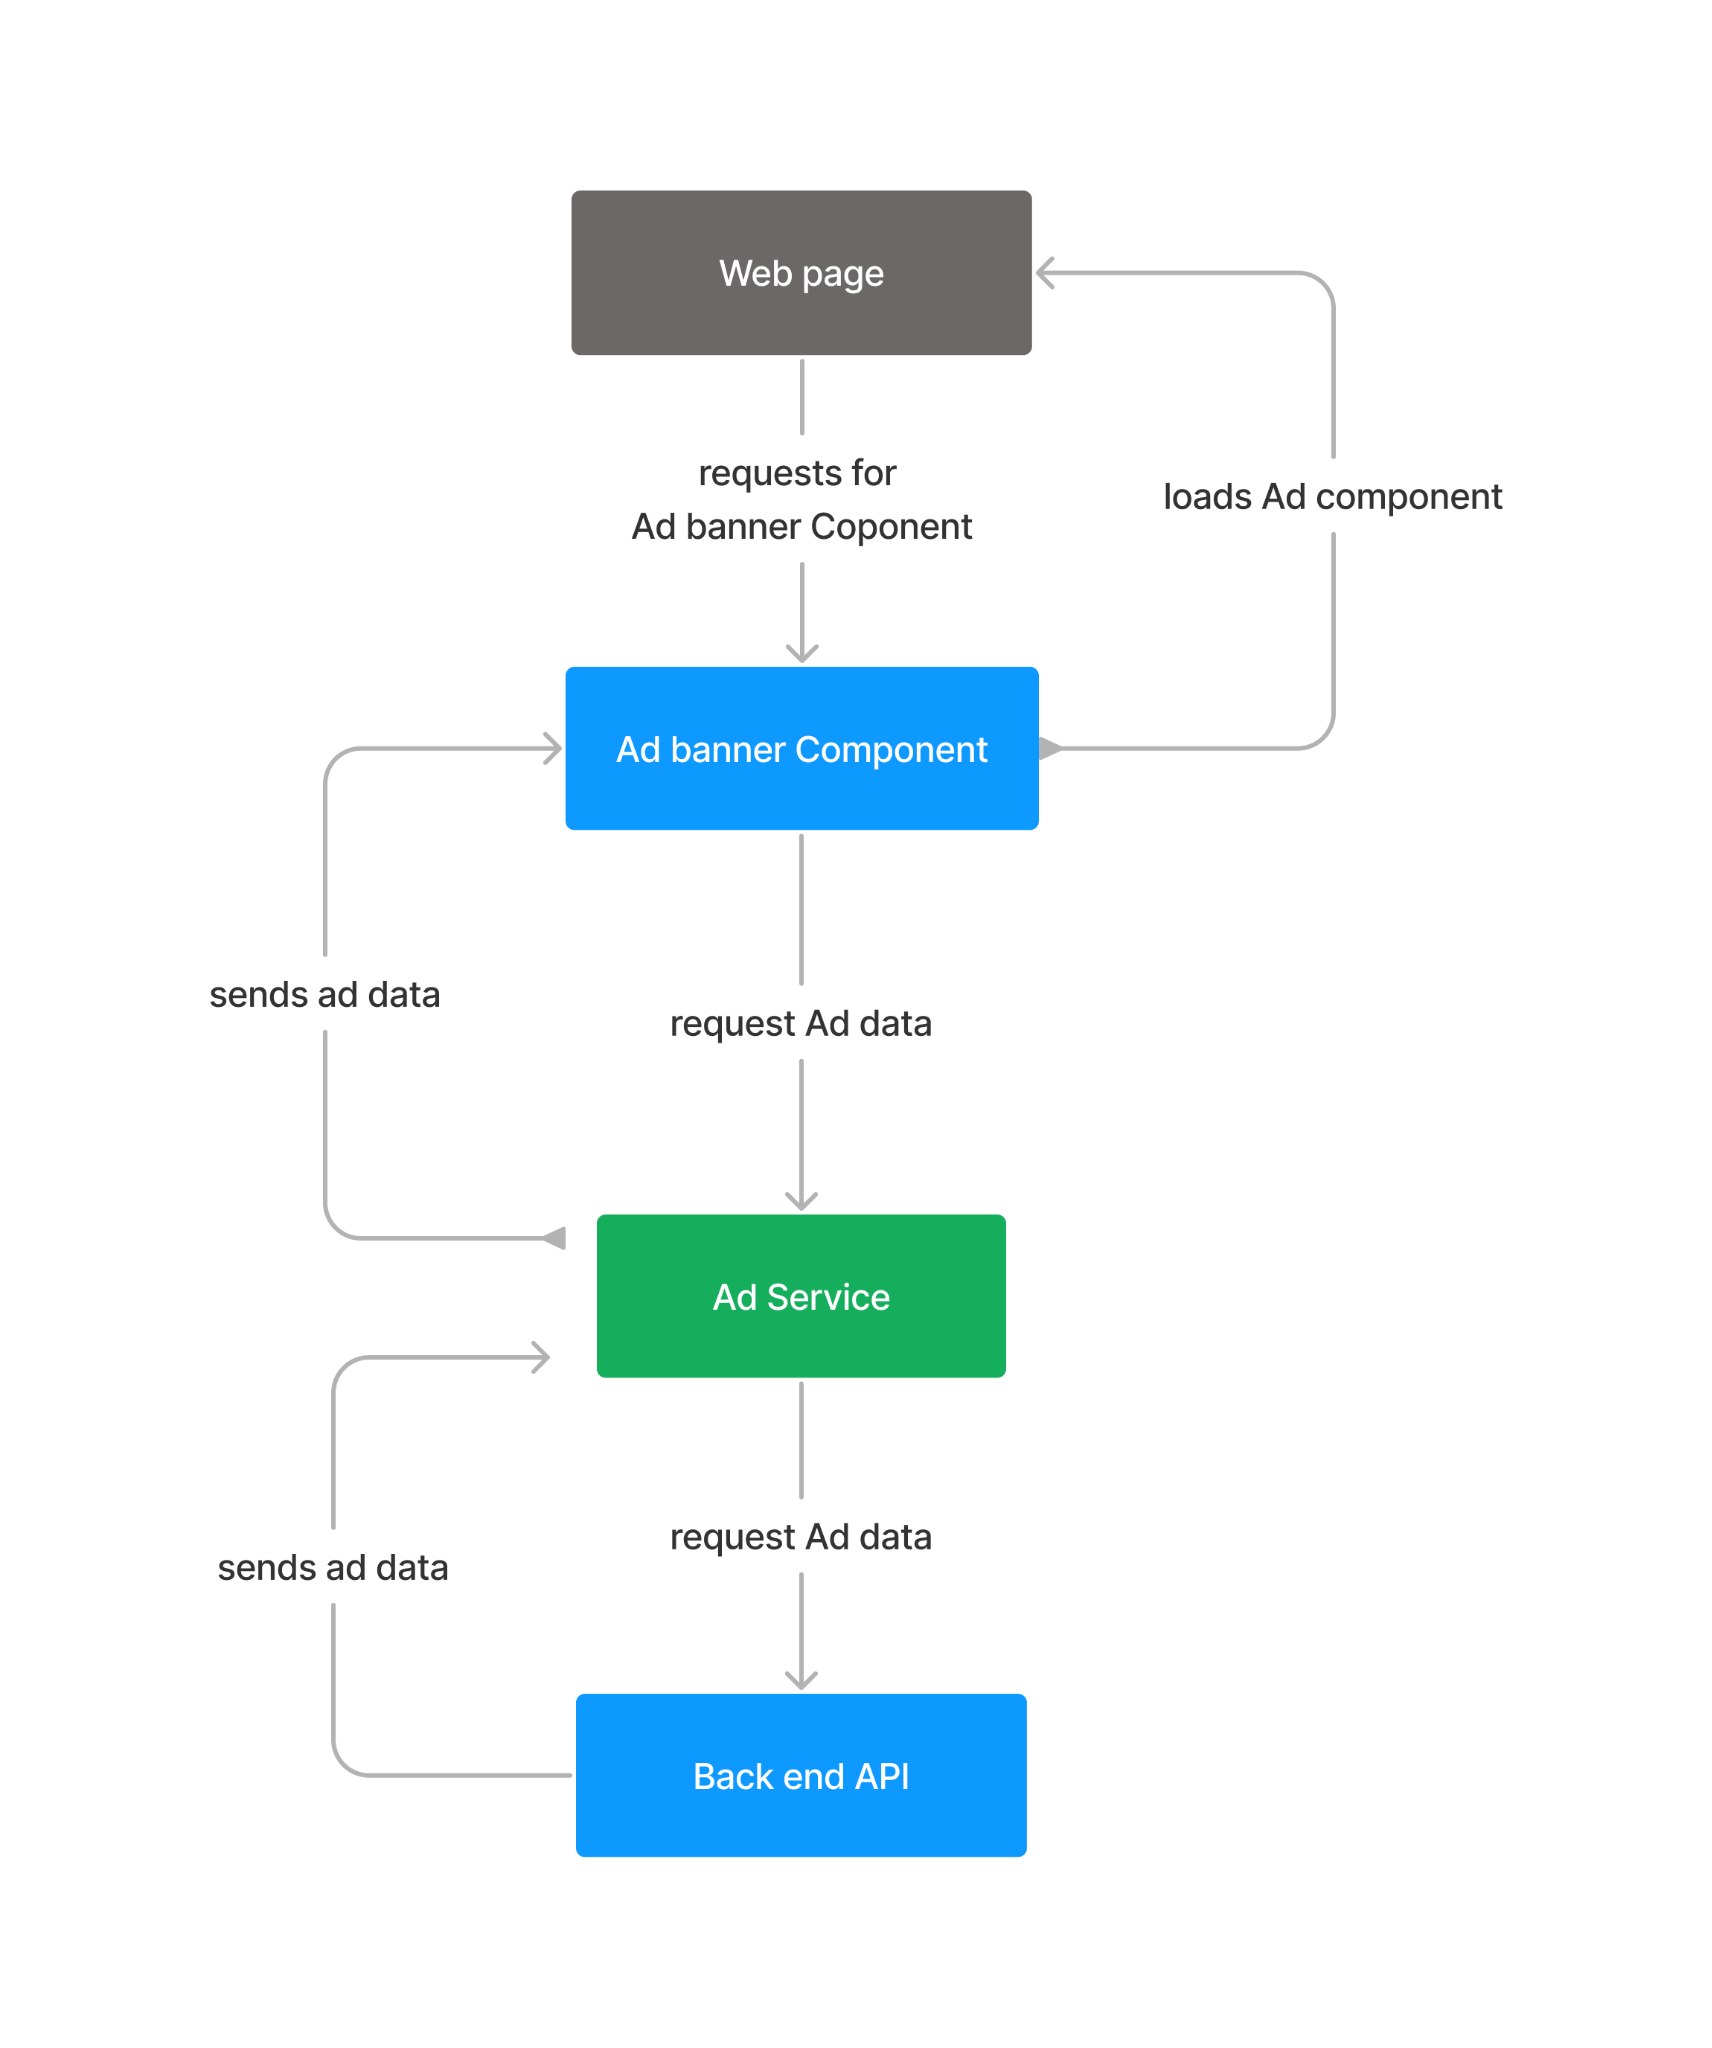 Web page
requests for
Ad banner Coponent
loads Ad component
Ad banner Component
sends ad data
request Ad data
Ad Service
request Ad data
sends ad data
Back end API